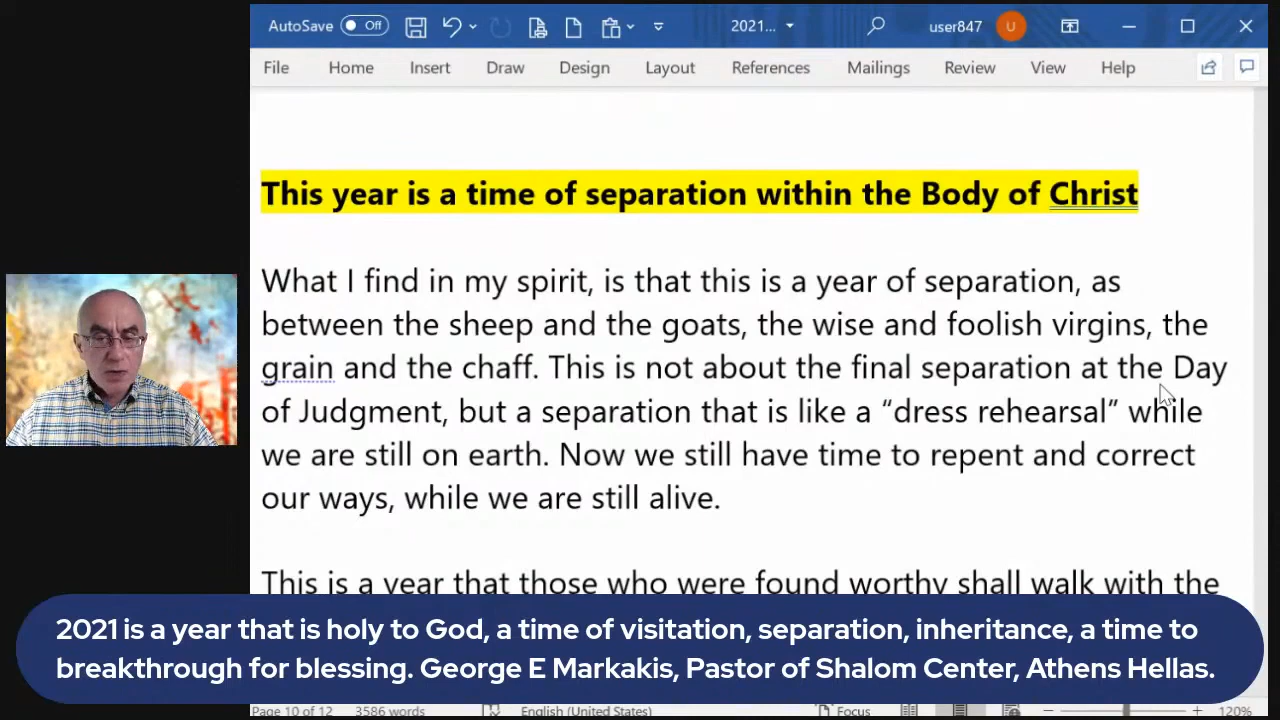 AutoSave Off 2021... user847 U
File Home Insert Draw Design Layout References Mailings Review View Help
This year is a time of separation within the Body of Christ
What I find in my spirit, is that this is a year of separation, as
between the sheep and the goats, the wise and foolish virgins, the
grain and the chaff. This is not about the final separation at the Day
of Judgment, but a separation that is like a “dress rehearsal” while
we are still on earth. Now we still have time to repent and correct
our ways, while we are still alive.
This is a year that those who were found worthy shall walk with the
2021 is a year that is holy to God, a time of visitation, separation, inheritance, a time to
breakthrough for blessing. George E Markakis, Pastor of Shalom Center, Athens Hellas.
Page 10 of 12 3586 words English (United States) Focus 120%